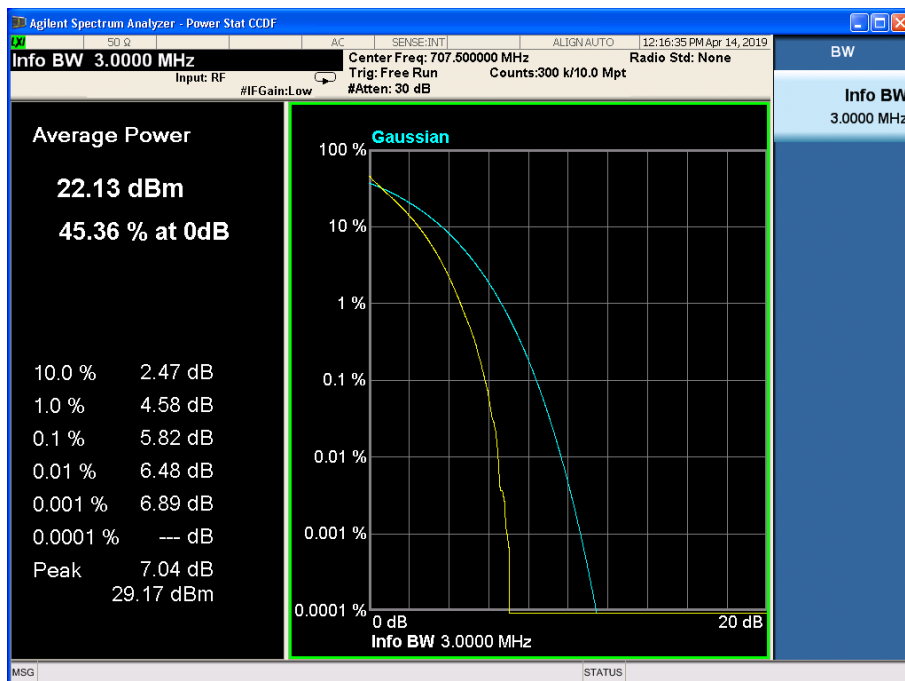 Agilent Spectrum Analyzer - Power Stat CCDF
LXI 50 Ω AC SENSE:INT ALIGN AUTO 12:16:35 PM Apr 14, 2019
Info BW 3.0000 MHz
Center Freq: 707.500000 MHz Radio Std: None
Input: RF Trig: Free Run Counts:300 k/10.0 Mpt
#IFGain:Low #Atten: 30 dB
BW
Info BW
3.0000 MHz
Average Power
22.13 dBm
45.36 % at 0dB
10.0 % 2.47 dB
1.0 % 4.58 dB
0.1 % 5.82 dB
0.01 % 6.48 dB
0.001 % 6.89 dB
0.0001 % --- dB
Peak 7.04 dB
29.17 dBm
Gaussian
100 %
10 %
1 %
0.1 %
0.01 %
0.001 %
0.0001 %
0 dB 20 dB
Info BW 3.0000 MHz
MSG STATUS